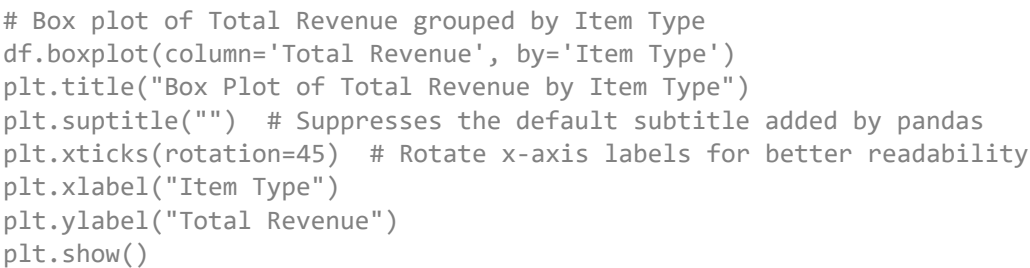 # Box plot of Total Revenue grouped by Item Type
df.boxplot(column='Total Revenue', by='Item Type')
plt.title("Box Plot of Total Revenue by Item Type")
plt.suptitle("")  # Suppresses the default subtitle added by pandas
plt.xticks(rotation=45)  # Rotate x-axis labels for better readability
plt.xlabel("Item Type")
plt.ylabel("Total Revenue")
plt.show()